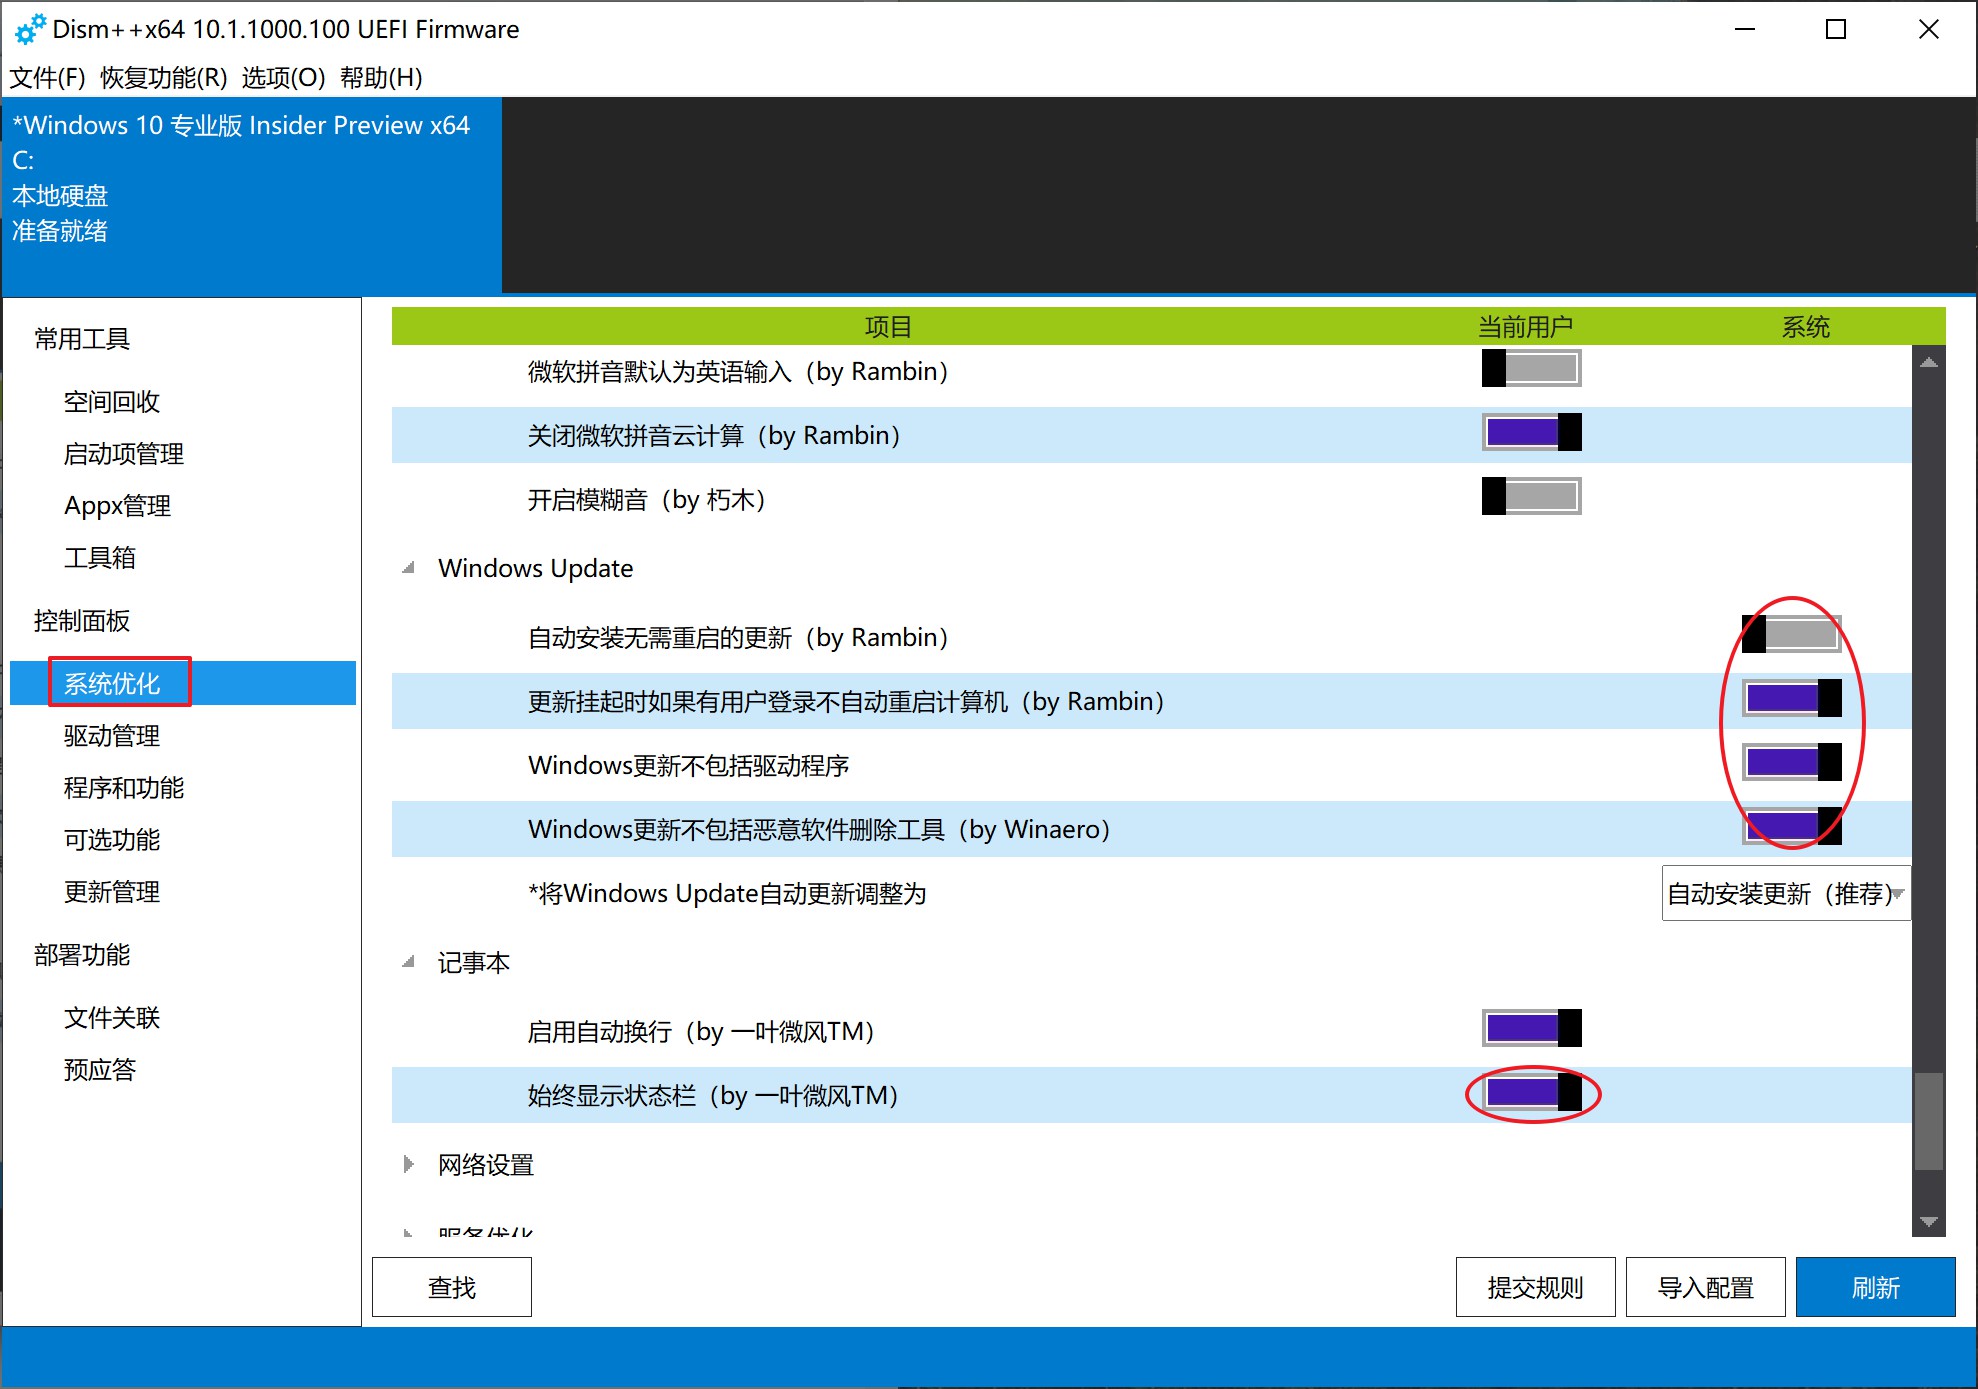 Dism++x64 10.1.1000.100 UEFI Firmware
文件(F) 恢复功能(R) 选项(O) 帮助(H)
*Windows 10 专业版 Insider Preview x64
C:
本地硬盘
准备就绪
常用工具
空间回收
启动项管理
Appx管理
工具箱
控制面板
系统优化
驱动管理
程序和功能
可选功能
更新管理
部署功能
文件关联
预应答
项目 当前用户 系统
微软拼音默认为英语输入（by Rambin）
关闭微软拼音云计算（by Rambin）
开启模糊音（by 朽木）
Windows Update
自动安装无需重启的更新（by Rambin）
更新挂起时如果有用户登录不自动重启计算机（by Rambin）
Windows更新不包括驱动程序
Windows更新不包括恶意软件删除工具（by Winaero）
*将Windows Update自动更新调整为 自动安装更新（推荐）
记事本
启用自动换行（by 一叶微风TM）
始终显示状态栏（by 一叶微风TM）
网络设置
服务优化
查找 提交规则 导入配置 刷新